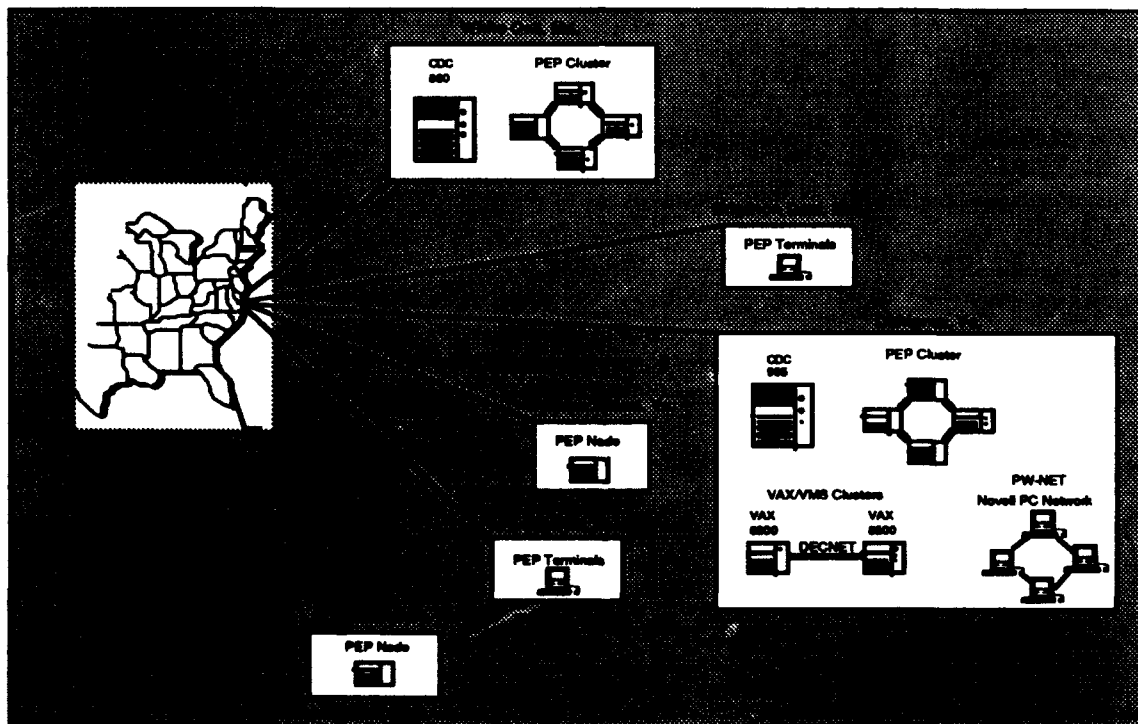 CDC
PEP Cluster
860
PEP Terminals
PEP Cluster
CDC
PEP Node
PW-NET
Novell PC Network
VAX/VMS Clusters
VAX
VAX
DECNET
PEP Terminals
PEP Node